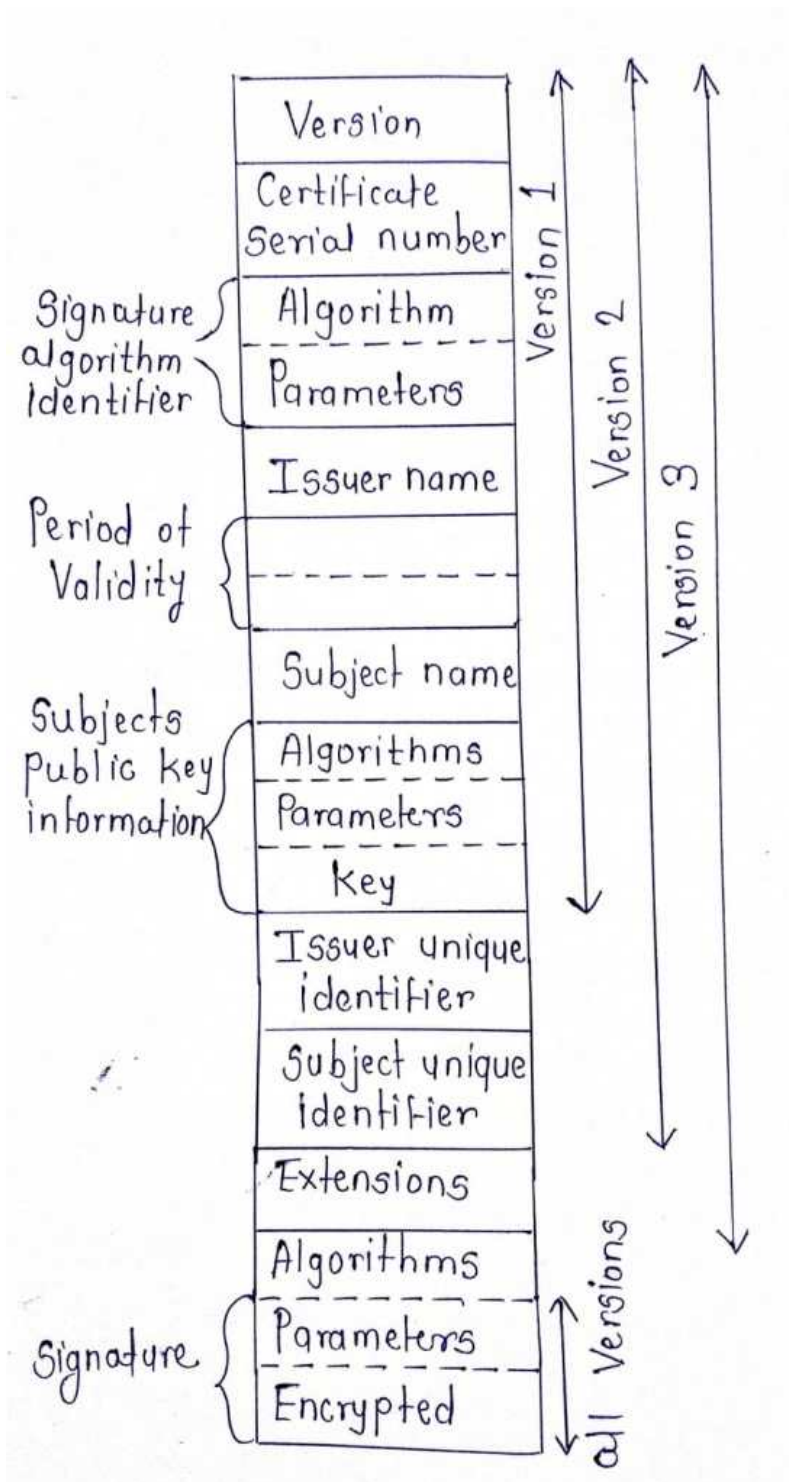 Version
Certificate
Serial number
Signature
algorithm
identifier
Algorithm
Parameters
Issuer name
Period of
Validity
Subject name
Subjects
Public key
information
Algorithms
Parameters
key
Issuer unique
identifier
Subject unique
identifier
Extensions
Algorithms
Signature
Parameters
Encrypted
Version 1
Version 2
Version 3
all Versions